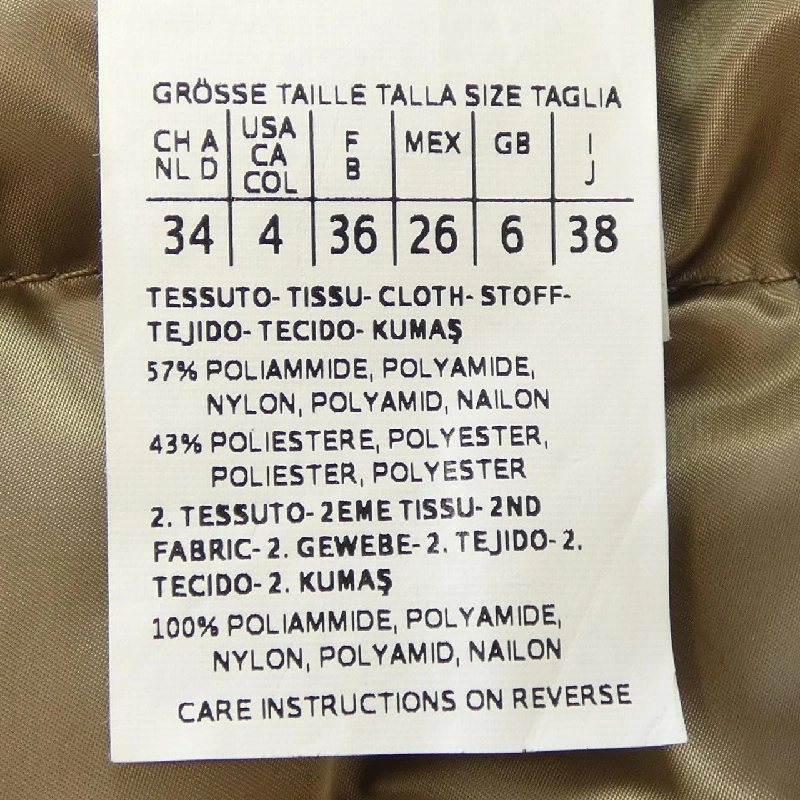 GRÖSSE TAILLE TALLA SIZE TAGLIA
CH A NL D | USA CA COL | F B | MEX | GB | I J
34 | 4 | 36 | 26 | 6 | 38
TESSUTO- TISSU- CLOTH- STOFF-
TEJIDO- TECIDO- KUMAŞ
57% POLIAMMIDE, POLYAMIDE,
NYLON, POLYAMID, NAILON
43% POLIESTERE, POLYESTER,
POLIESTER, POLYESTER
2. TESSUTO- 2EME TISSU- 2ND
FABRIC- 2. GEWEBE- 2. TEJIDO- 2.
TECIDO- 2. KUMAŞ
100% POLIAMMIDE, POLYAMIDE,
NYLON, POLYAMID, NAILON
CARE INSTRUCTIONS ON REVERSE